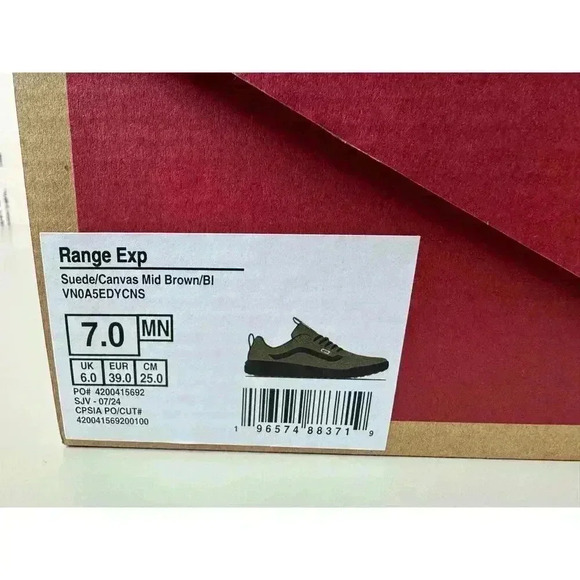 Range Exp
Suede/Canvas Mid Brown/Bl
VN0A5EDYCNS
7.0 MN
UK EUR CM
6.0 39.0 25.0
PO# 4200415692
SJV - 07/24
CPSIA PO/CUT#
420041569200100
1 96574 88371 9